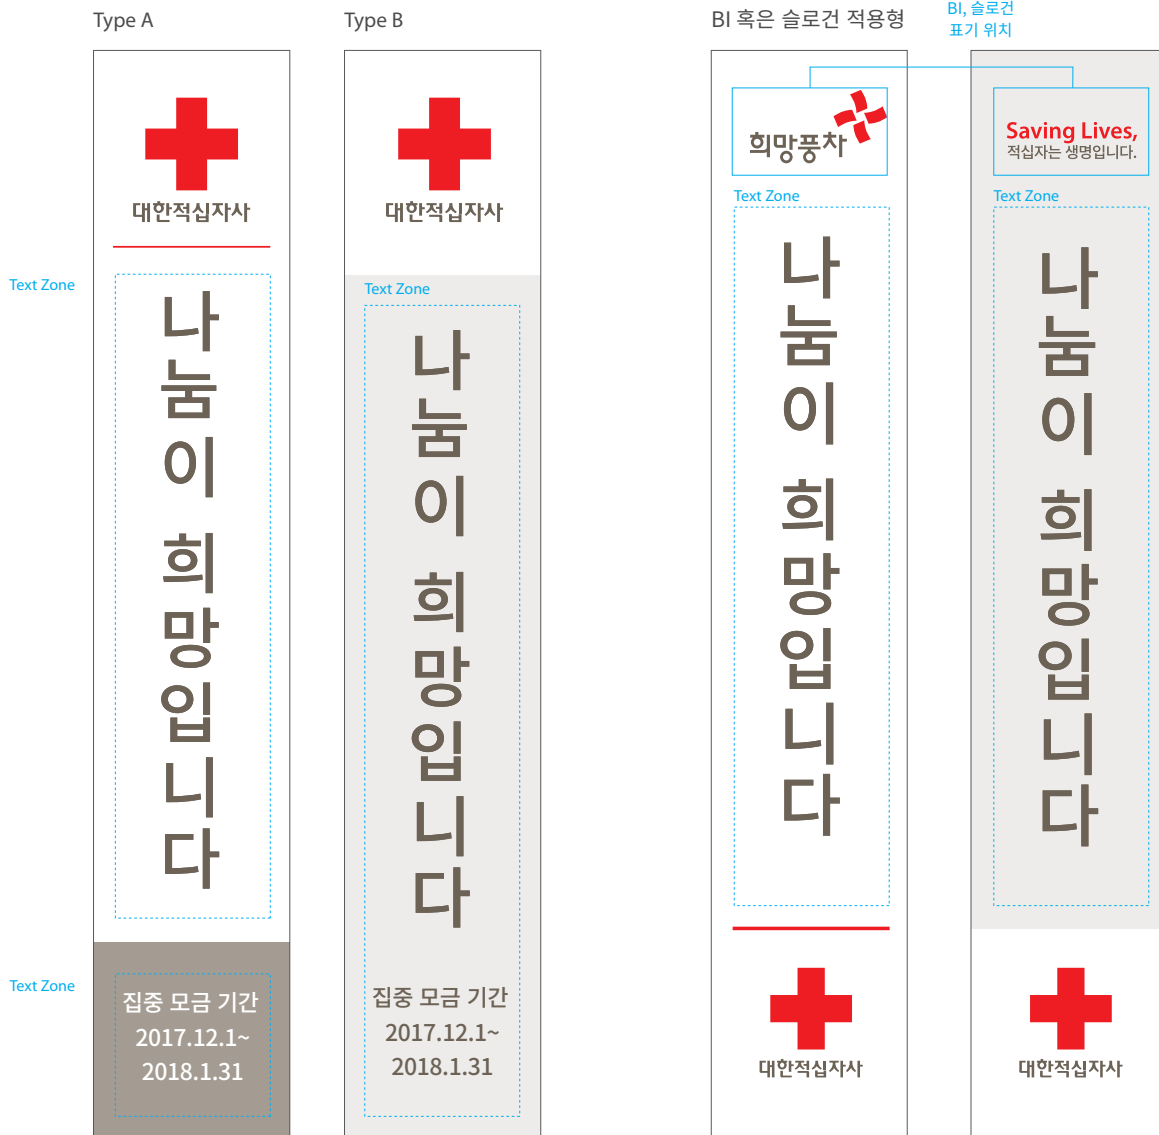 Type A
대한적십자사
Text Zone
나눔이 희망입니다
Text Zone
집중 모금 기간
2017.12.1~
2018.1.31
Type B
대한적십자사
Text Zone
나눔이 희망입니다
집중 모금 기간
2017.12.1~
2018.1.31
BI 혹은 슬로건 적용형
BI, 슬로건
표기 위치
희망풍차
Text Zone
나눔이 희망입니다
대한적십자사
Saving Lives,
적십자는 생명입니다.
Text Zone
나눔이 희망입니다
대한적십자사